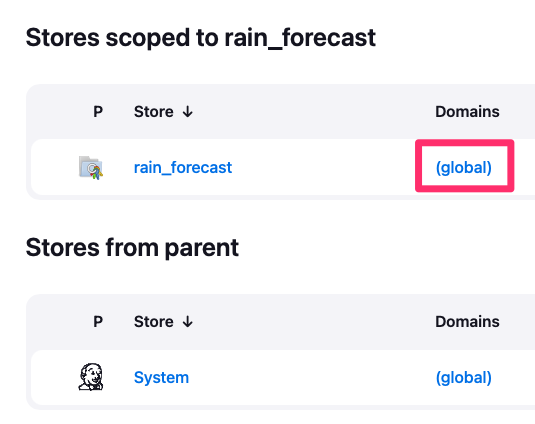 Stores scoped to rain_forecast
P Store ↓ Domains
rain_forecast (global)
Stores from parent
P Store ↓ Domains
System (global)